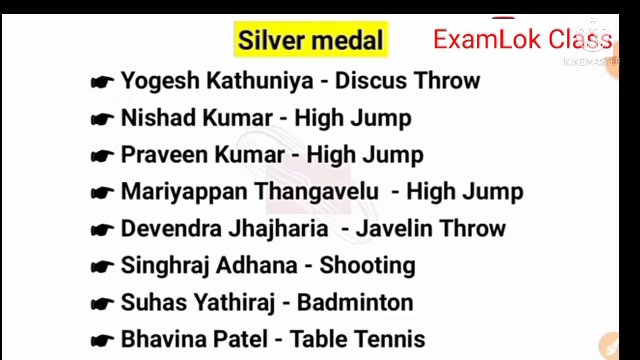 Silver medal
ExamLok Class
KINEMASTER
☛ Yogesh Kathuniya - Discus Throw
☛ Nishad Kumar - High Jump
☛ Praveen Kumar - High Jump
☛ Mariyappan Thangavelu - High Jump
☛ Devendra Jhajharia - Javelin Throw
☛ Singhraj Adhana - Shooting
☛ Suhas Yathiraj - Badminton
☛ Bhavina Patel - Table Tennis